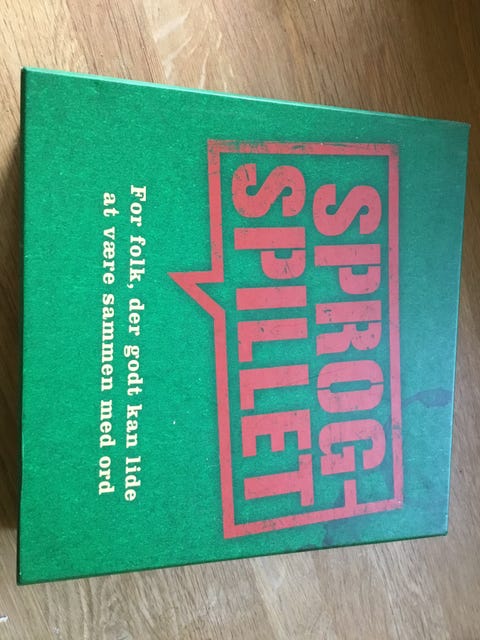 SPROG-
SPILLET
For folk, der godt kan lide
at være sammen med ord